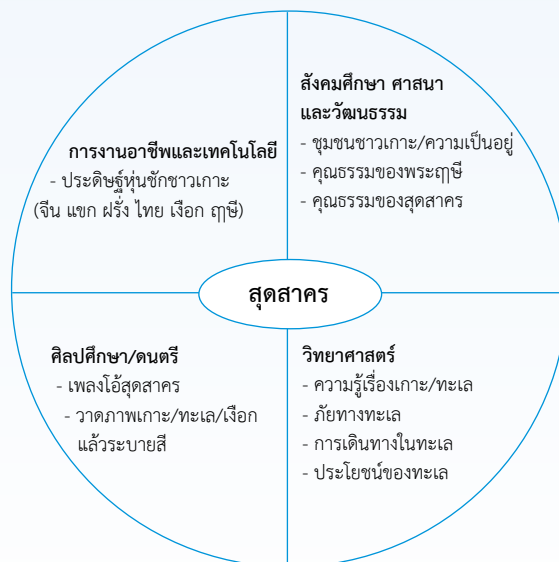 การงานอาชีพและเทคโนโลยี
- ประดิษฐ์หุ่นชักชาวเกาะ
(จีน แขก ฝรั่ง ไทย เงือก ฤๅษี)
สังคมศึกษา ศาสนา
และวัฒนธรรม
- ชุมชนชาวเกาะ/ความเป็นอยู่
- คุณธรรมของพระฤๅษี
- คุณธรรมของสุดสาคร
สุดสาคร
ศิลปศึกษา/ดนตรี
- เพลงโอ้สุดสาคร
- วาดภาพเกาะ/ทะเล/เงือก
แล้วระบายสี
วิทยาศาสตร์
- ความรู้เรื่องเกาะ/ทะเล
- ภัยทางทะเล
- การเดินทางในทะเล
- ประโยชน์ของทะเล